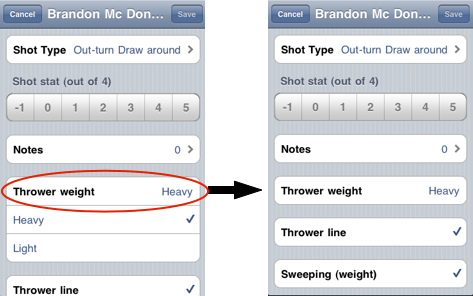 Cancel Brandon Mc Don... Save
Shot Type Out-turn Draw around
Shot stat (out of 4)
-1 0 1 2 3 4 5
Notes 0
Thrower weight Heavy
Heavy
Light
Thrower line
Cancel Brandon Mc Don... Save
Shot Type Out-turn Draw around
Shot stat (out of 4)
-1 0 1 2 3 4 5
Notes 0
Thrower weight Heavy
Thrower line
Sweeping (weight)